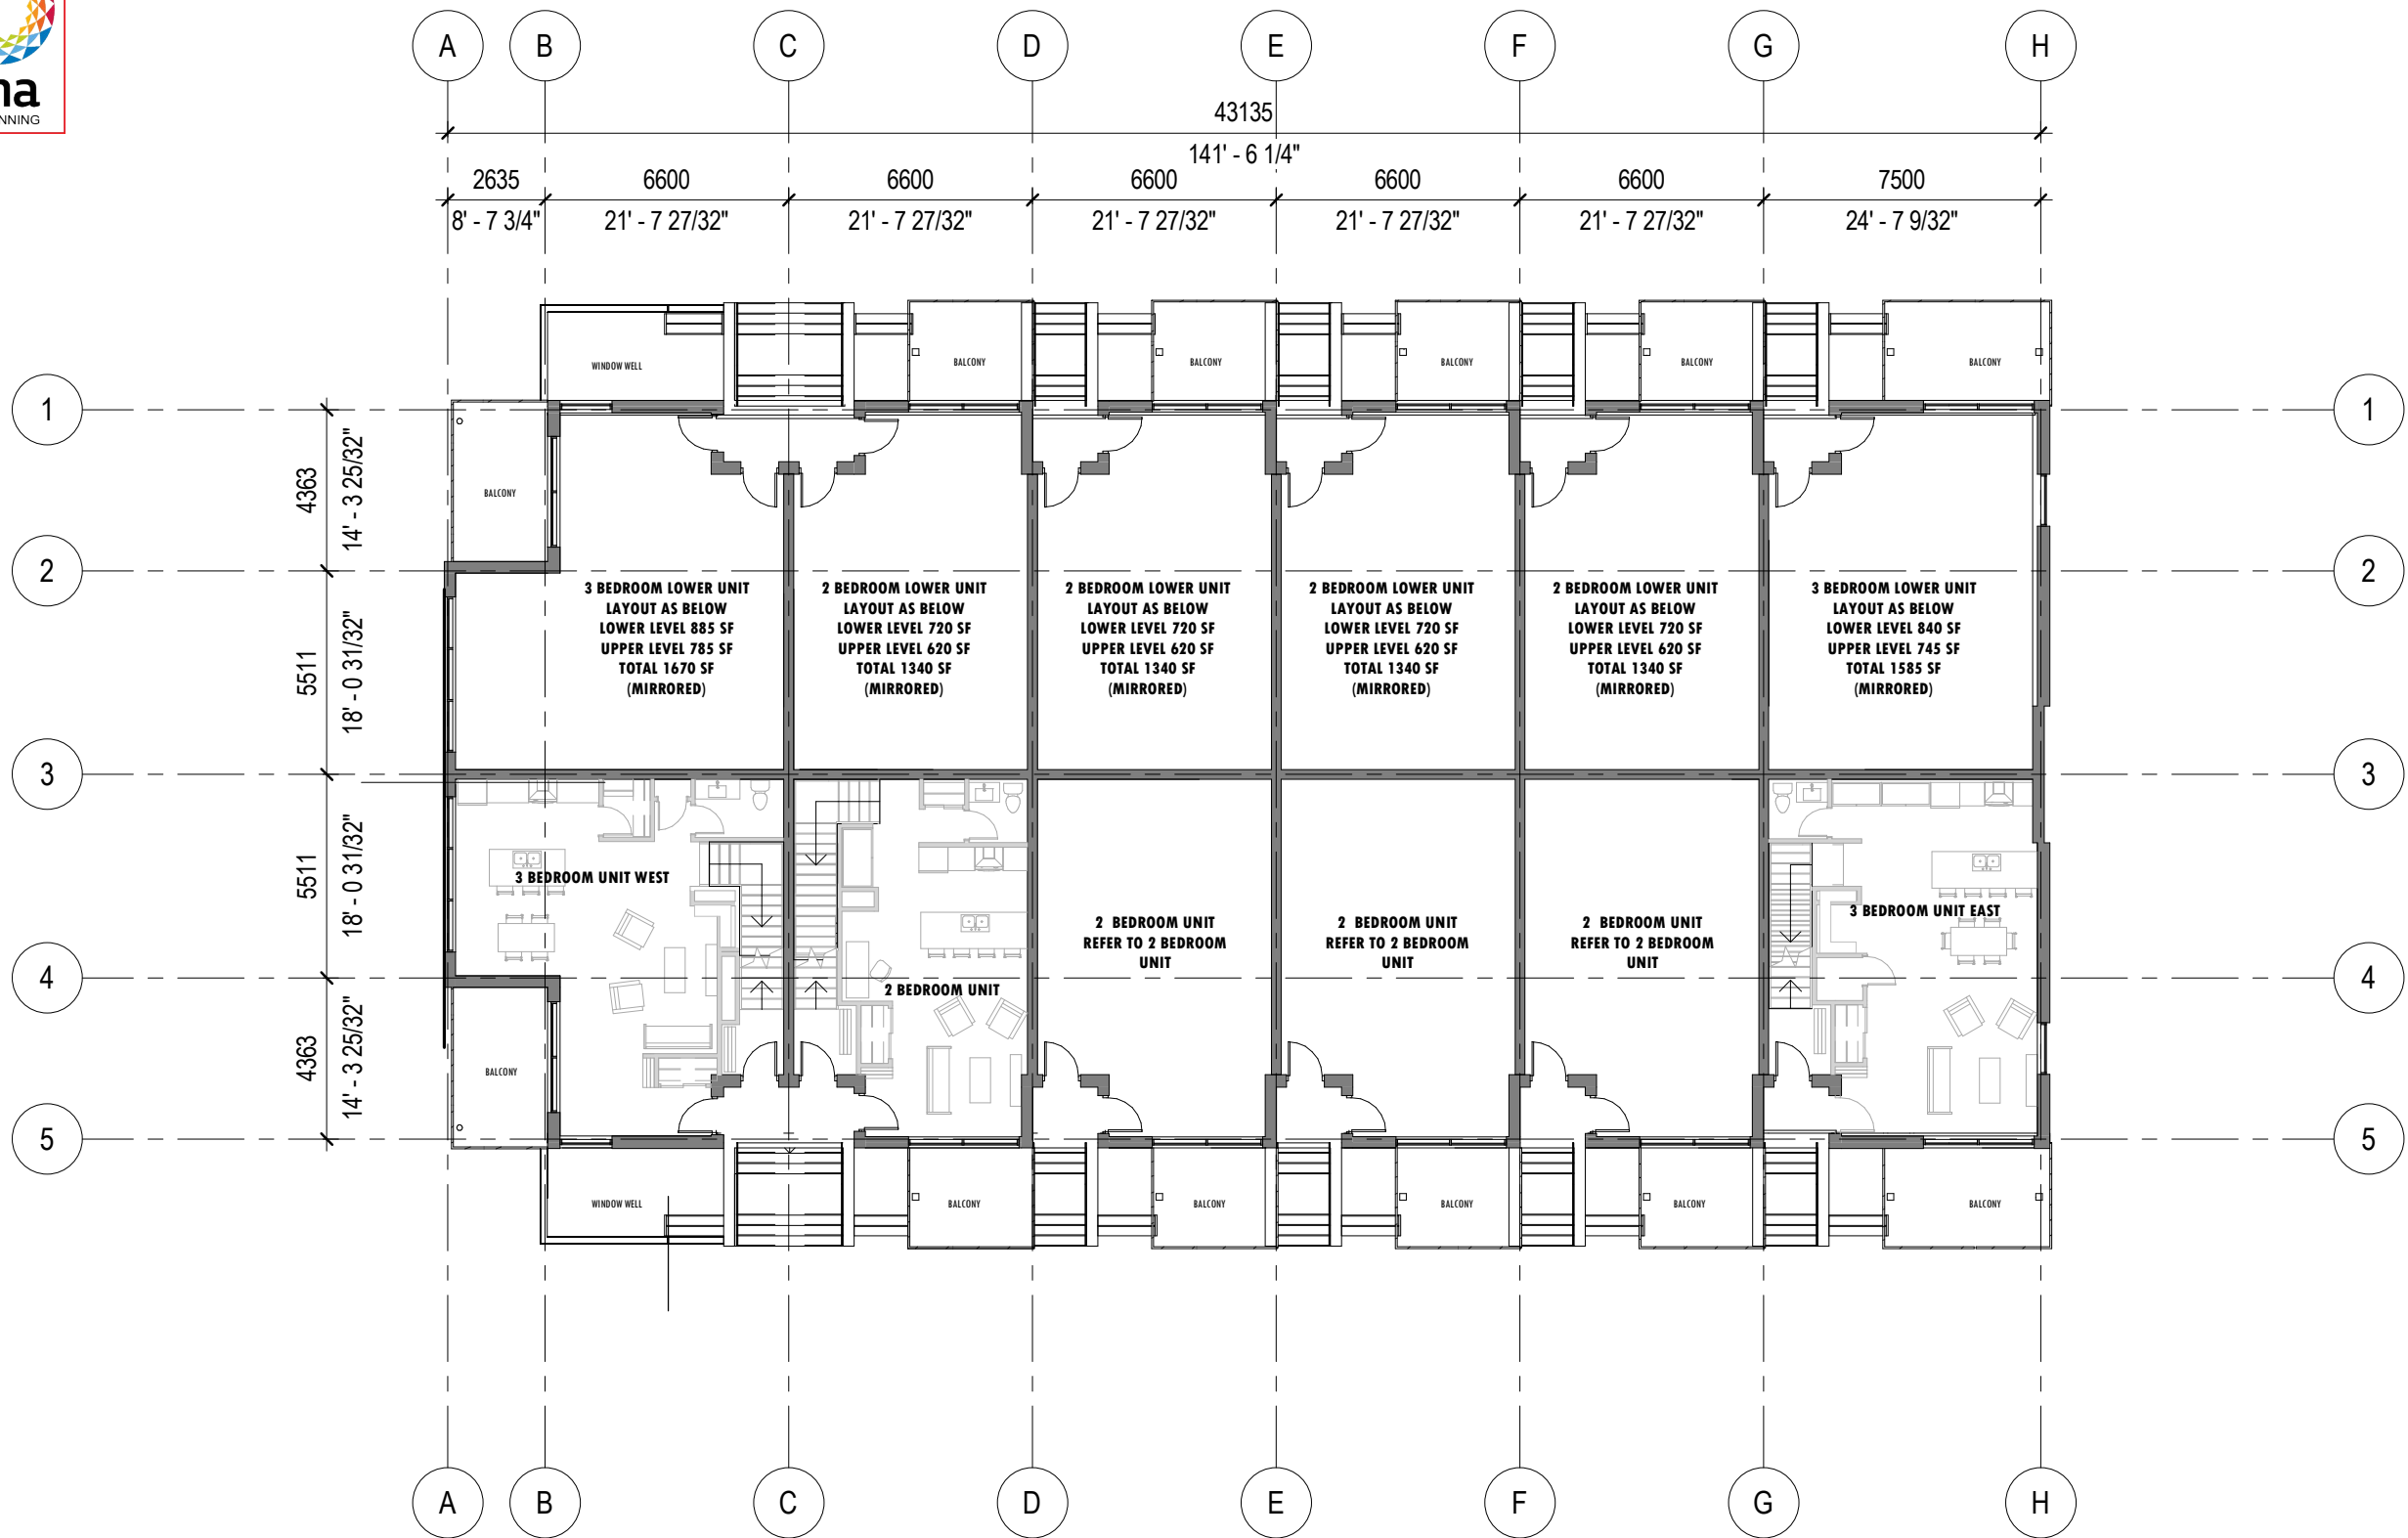 na
NNING
A B C D E F G H
43135
141' - 6 1/4"
2635 6600 6600 6600 6600 6600 7500
8' - 7 3/4" 21' - 7 27/32" 21' - 7 27/32" 21' - 7 27/32" 21' - 7 27/32" 21' - 7 27/32" 24' - 7 9/32"
WINDOW WELL BALCONY BALCONY BALCONY BALCONY BALCONY
1 1
4363
14' - 3 25/32"
BALCONY
2 2
3 BEDROOM LOWER UNIT
LAYOUT AS BELOW
LOWER LEVEL 885 SF
UPPER LEVEL 785 SF
TOTAL 1670 SF
(MIRRORED)
2 BEDROOM LOWER UNIT
LAYOUT AS BELOW
LOWER LEVEL 720 SF
UPPER LEVEL 620 SF
TOTAL 1340 SF
(MIRRORED)
2 BEDROOM LOWER UNIT
LAYOUT AS BELOW
LOWER LEVEL 720 SF
UPPER LEVEL 620 SF
TOTAL 1340 SF
(MIRRORED)
2 BEDROOM LOWER UNIT
LAYOUT AS BELOW
LOWER LEVEL 720 SF
UPPER LEVEL 620 SF
TOTAL 1340 SF
(MIRRORED)
2 BEDROOM LOWER UNIT
LAYOUT AS BELOW
LOWER LEVEL 720 SF
UPPER LEVEL 620 SF
TOTAL 1340 SF
(MIRRORED)
3 BEDROOM LOWER UNIT
LAYOUT AS BELOW
LOWER LEVEL 840 SF
UPPER LEVEL 745 SF
TOTAL 1585 SF
(MIRRORED)
5511
18' - 0 31/32"
3 3
5511
18' - 0 31/32"
3 BEDROOM UNIT WEST
2 BEDROOM UNIT
2 BEDROOM UNIT
REFER TO 2 BEDROOM
UNIT
2 BEDROOM UNIT
REFER TO 2 BEDROOM
UNIT
2 BEDROOM UNIT
REFER TO 2 BEDROOM
UNIT
3 BEDROOM UNIT EAST
4 4
4363
14' - 3 25/32"
BALCONY
5 5
WINDOW WELL BALCONY BALCONY BALCONY BALCONY BALCONY
A B C D E F G H